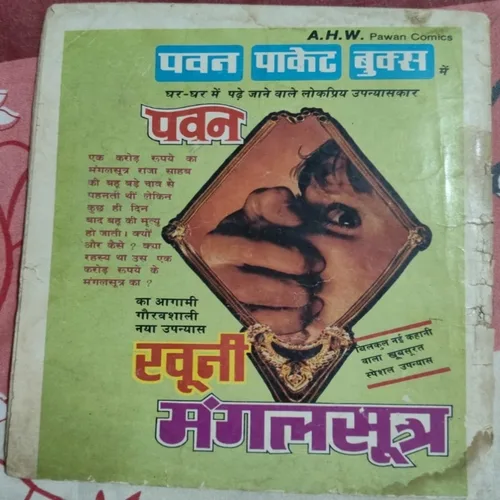 A.H.W. Pawan Comics
पवन पाकेट बुक्स में
घर-घर में पढ़े जाने वाले लोकप्रिय उपन्यासकार
पवन
एक करोड़ रूपये का
मंगलसूत्र राजा साहब
की बहू बड़े चाव से
पहनती थीं लेकिन
कुछ ही दिन
बाद बहू की मृत्यु
हो जाती। क्यों
और कैसे ? क्या
रहस्य था उस एक
करोड़ रूपये के
मंगलसूत्र का ?
का आगामी
गौरवशाली
नया उपन्यास
खूनी
मंगलसूत्र
बिलकुल नई कहानी
वाला खूबसूरत
स्पेशल उपन्यास